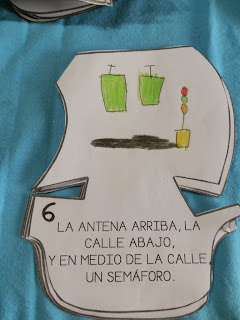 6
LA ANTENA ARRIBA, LA
CALLE ABAJO,
Y EN MEDIO DE LA CALLE
UN SEMÁFORO.